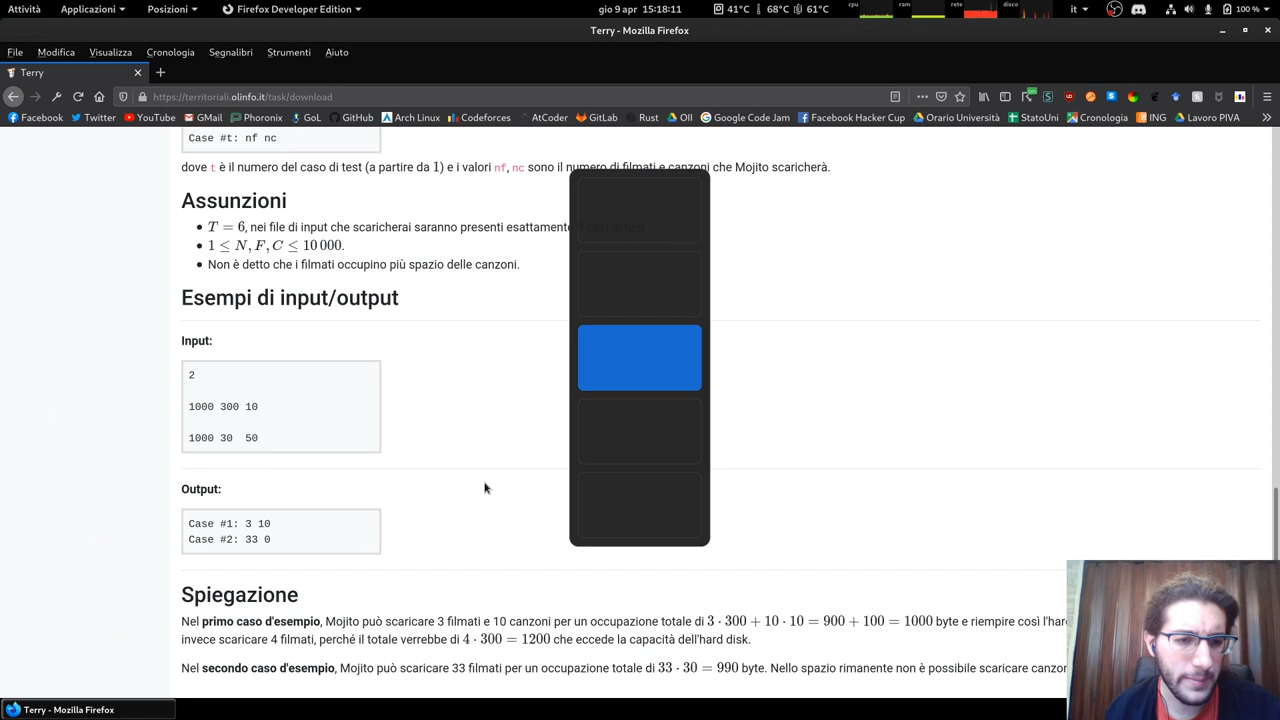 Attività Applicazioni Posizioni Firefox Developer Edition gio 9 apr 15:18:11 41°C 68°C 61°C cpu ram rete disco it 100 %
Terry - Mozilla Firefox
File Modifica Visualizza Cronologia Segnalibri Strumenti Aiuto
Terry
https://territoriali.olinfo.it/task/download
Facebook Twitter YouTube GMail Phoronix GoL GitHub Arch Linux Codeforces AtCoder GitLab Rust OII Google Code Jam Facebook Hacker Cup Orario Università StatoUni Cronologia ING Lavoro PIVA
Case #t: nf nc
dove t è il numero del caso di test (a partire da 1) e i valori nf, nc sono il numero di filmati e canzoni che Mojito scaricherà.
Assunzioni
T = 6, nei file di input che scaricherai saranno presenti esattamente
1 ≤ N, F, C ≤ 10 000.
Non è detto che i filmati occupino più spazio delle canzoni.
Esempi di input/output
Input:
2
1000 300 10
1000 30 50
Output:
Case #1: 3 10
Case #2: 33 0
Spiegazione
Nel primo caso d'esempio, Mojito può scaricare 3 filmati e 10 canzoni per un occupazione totale di 3 · 300 + 10 · 10 = 900 + 100 = 1000 byte e riempire così l'har
invece scaricare 4 filmati, perché il totale verrebbe di 4 · 300 = 1200 che eccede la capacità dell'hard disk.
Nel secondo caso d'esempio, Mojito può scaricare 33 filmati per un occupazione totale di 33 · 30 = 990 byte. Nello spazio rimanente non è possibile scaricare canzon
Terry - Mozilla Firefox